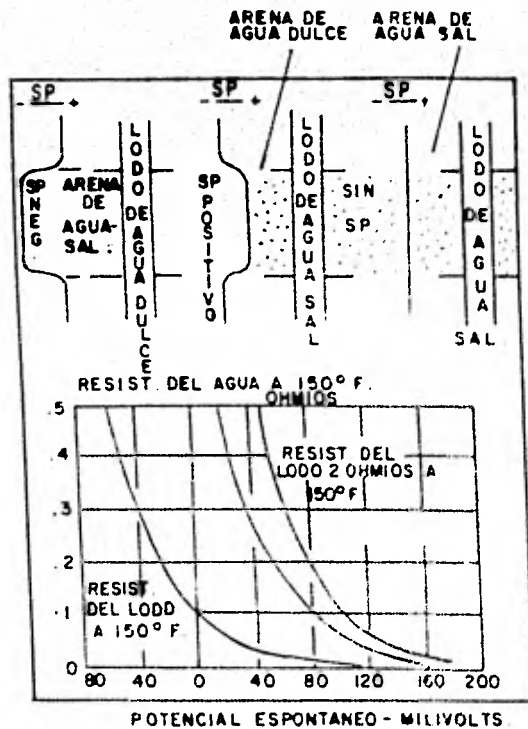 ARENA DE
AGUA DULCE
ARENA DE
AGUA SAL
SP
- +
SP
- +
SP
- +
SP NEG
ARENA
DE
AGUA-
SAL
LODO DE AGUA DULCE
SP POSITIVO
LODO DE AGUA SAL
SIN
SP
LODO DE AGUA
SAL
RESIST. DEL AGUA A 150° F.
OHMIOS
.5
.4
.3
.2
.1
0
RESIST DEL
LODO 2 OHMIOS A
150° F
RESIST.
DEL LODO
A 150° F.
80 40 0 40 80 120 160 200
POTENCIAL ESPONTANEO - MILIVOLTS